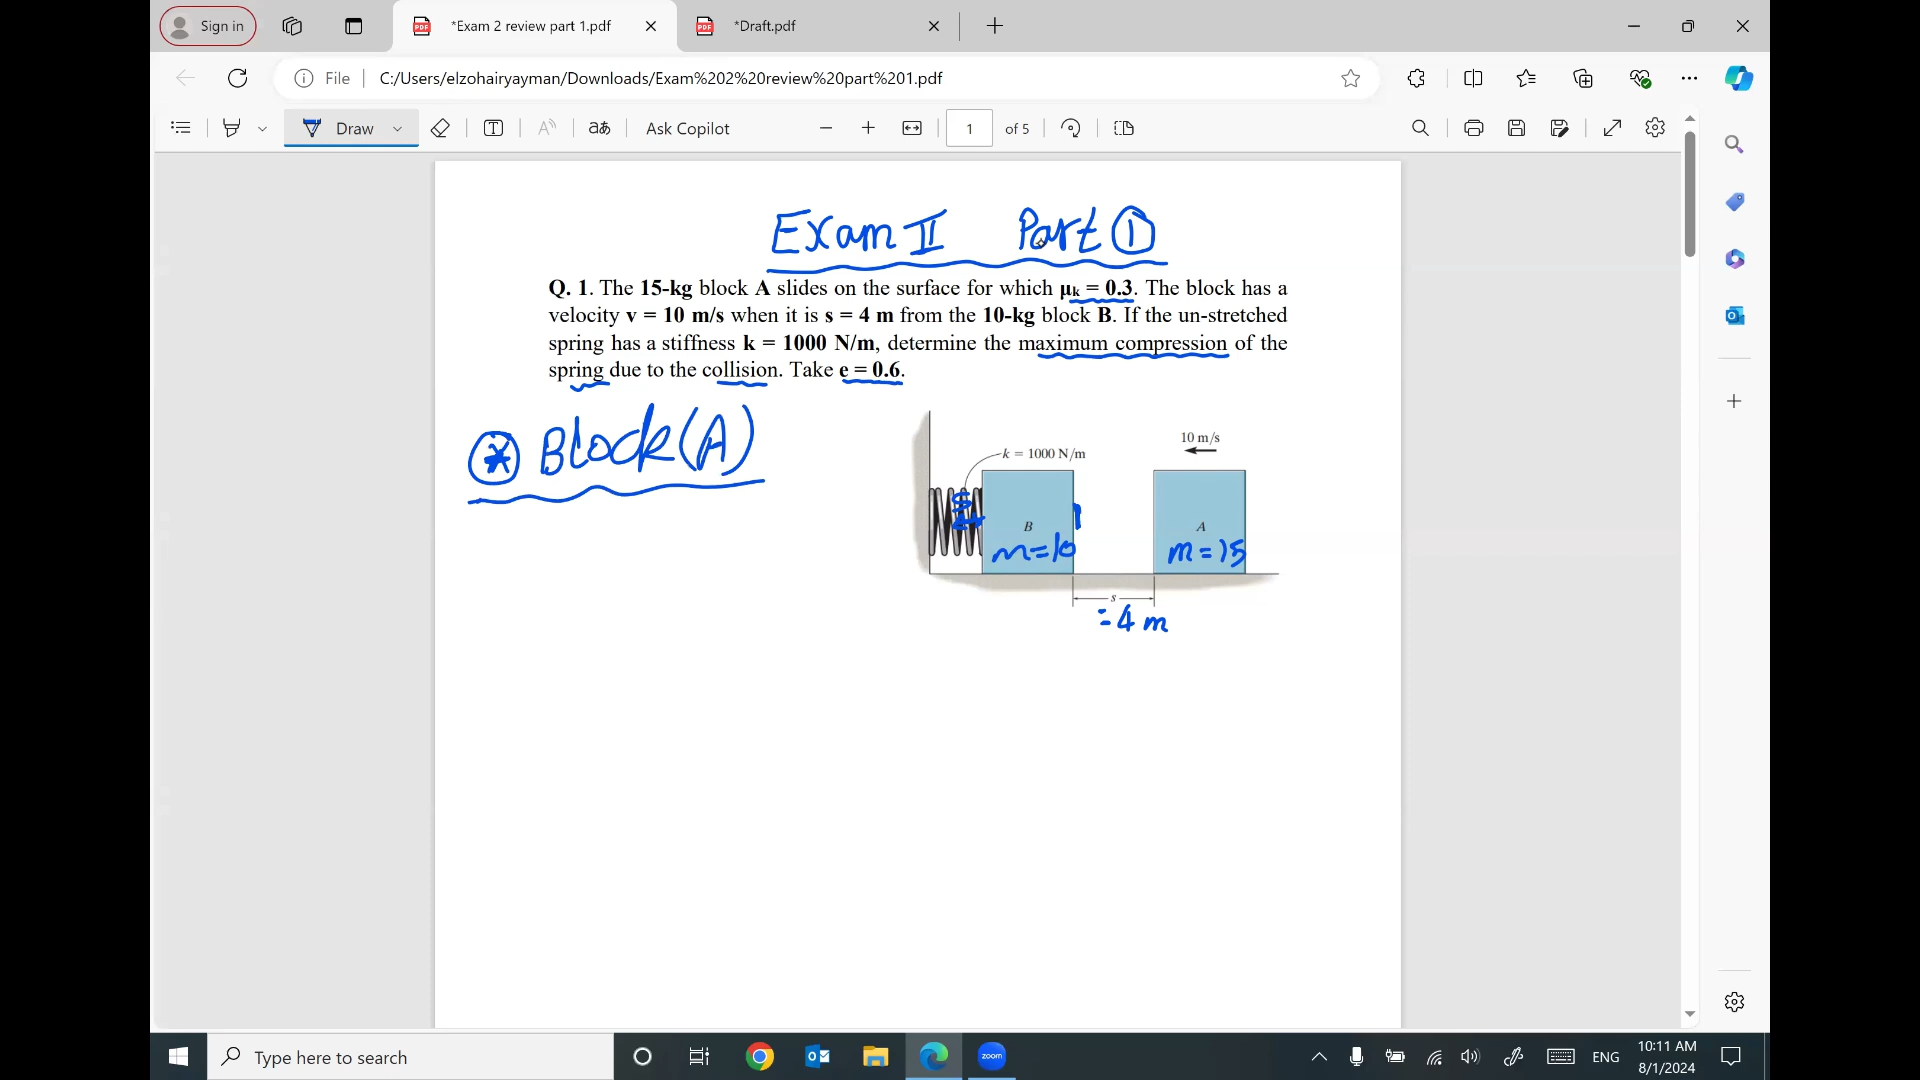 Sign in
*Exam 2 review part 1.pdf
*Draft.pdf
File
C:/Users/elzohairyayman/Downloads/Exam%202%20review%20part%201.pdf
Draw
Ask Copilot
1
of 5
Exam II Part ①
Q. 1. The 15-kg block A slides on the surface for which μk = 0.3. The block has a
velocity v = 10 m/s when it is s = 4 m from the 10-kg block B. If the un-stretched
spring has a stiffness k = 1000 N/m, determine the maximum compression of the
spring due to the collision. Take e = 0.6.
* Block(A)
10 m/s
k = 1000 N/m
B
A
m=10
m=15
s
=4 m
Type here to search
zoom
ENG
10:11 AM
8/1/2024